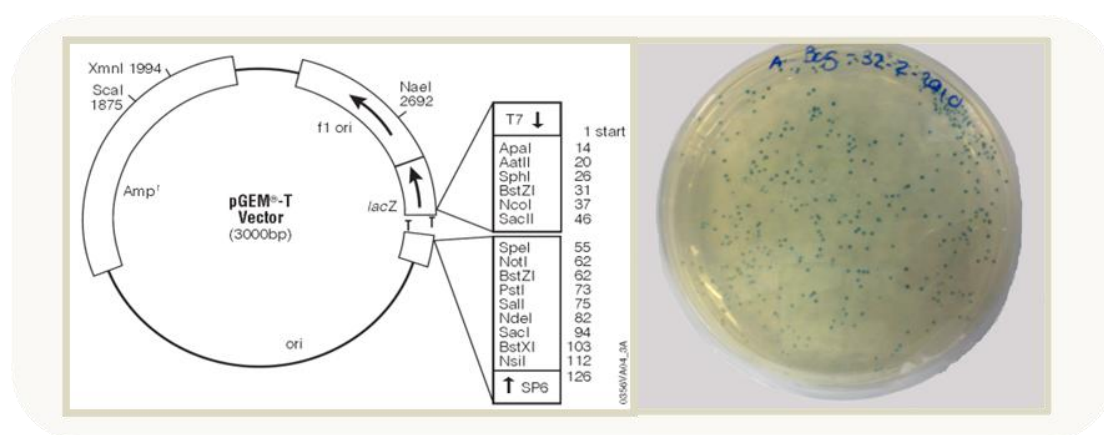 XmnI 1994
ScaI
1875
NaeI
2692
f1 ori
Ampʳ
pGEM®-T
Vector
(3000bp)
lacZ
T T
ori
T7 ↓
1 start
ApaI 14
AatII 20
SphI 26
BstZI 31
NcoI 37
SacII 46
SpeI 55
NotI 62
BstZI 62
PstI 73
SalI 75
NdeI 82
SacI 94
BstXI 103
NsiI 112
126
↑ SP6
0356VA04_3A
A